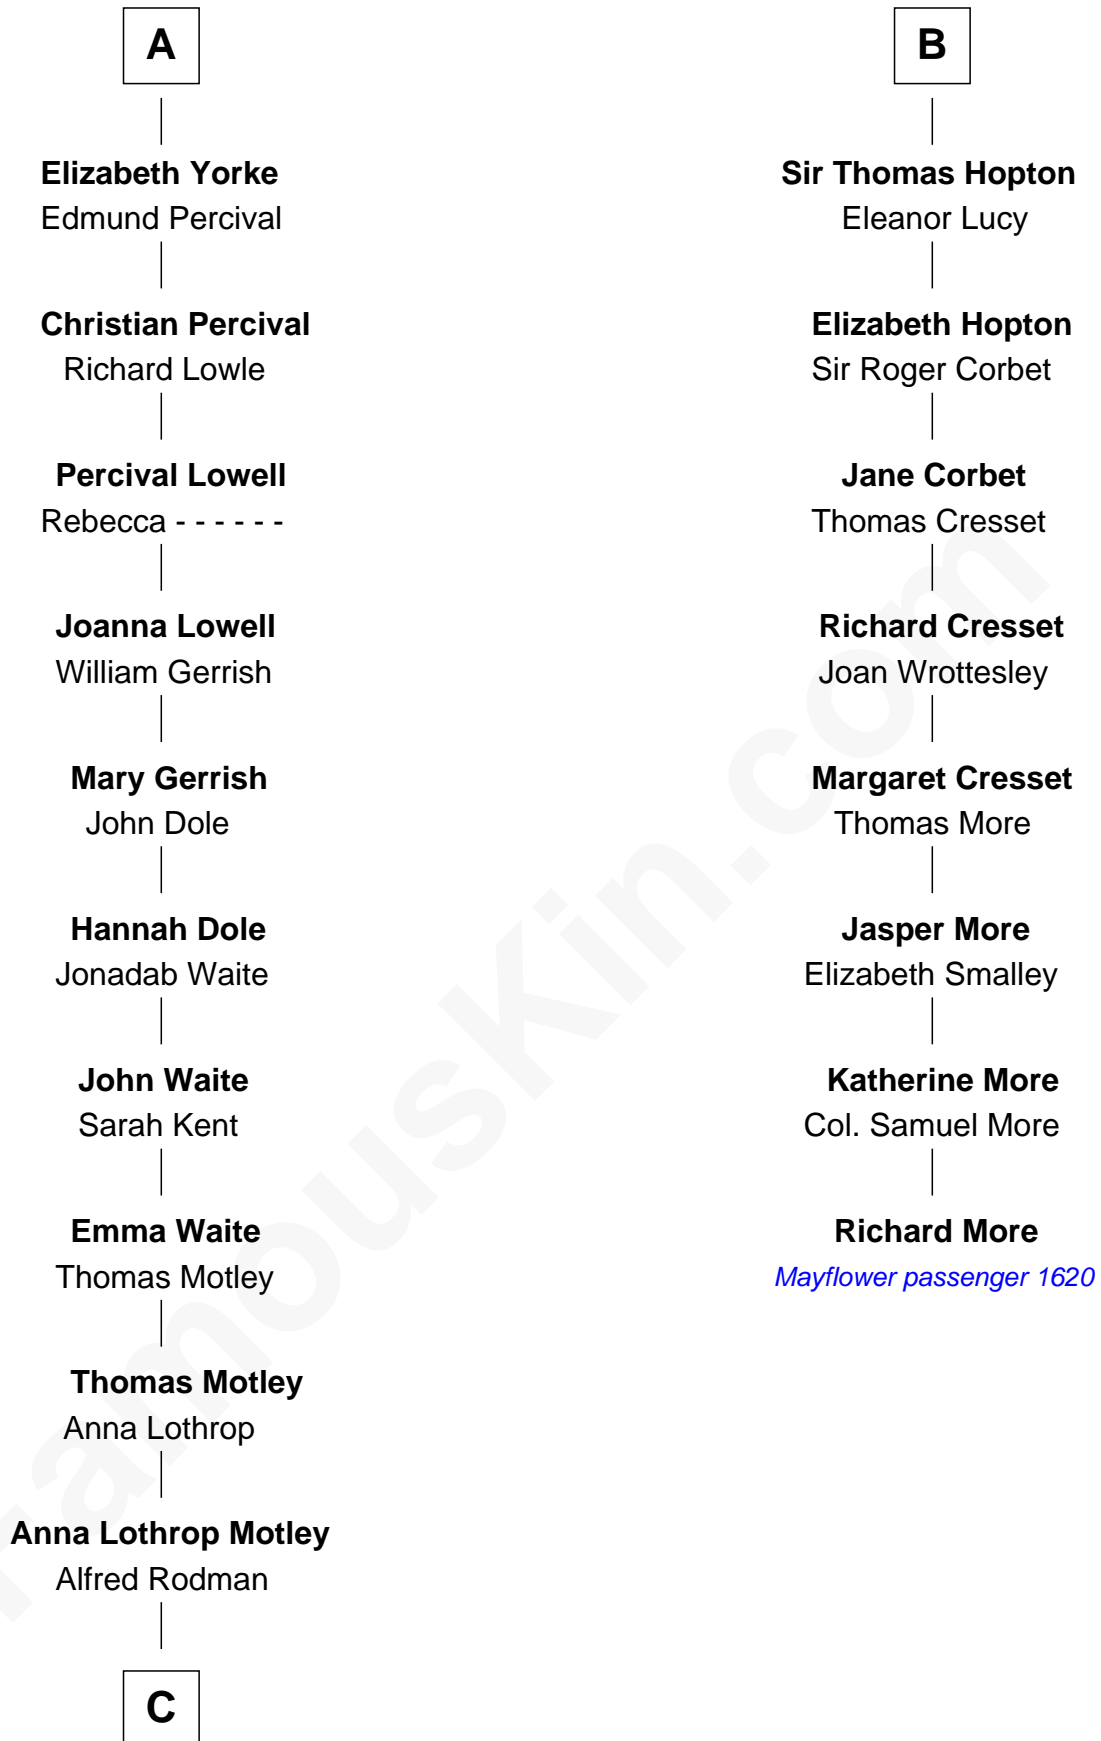 A
Elizabeth Yorke
Edmund Percival
Christian Percival
Richard Lowle
Percival Lowell
Rebecca - - - - - -
Joanna Lowell
William Gerrish
Mary Gerrish
John Dole
Hannah Dole
Jonadab Waite
John Waite
Sarah Kent
Emma Waite
Thomas Motley
Thomas Motley
Anna Lothrop
Anna Lothrop Motley
Alfred Rodman
C
B
Sir Thomas Hopton
Eleanor Lucy
Elizabeth Hopton
Sir Roger Corbet
Jane Corbet
Thomas Cresset
Richard Cresset
Joan Wrottesley
Margaret Cresset
Thomas More
Jasper More
Elizabeth Smalley
Katherine More
Col. Samuel More
Richard More
Mayflower passenger 1620
FamousKin.com